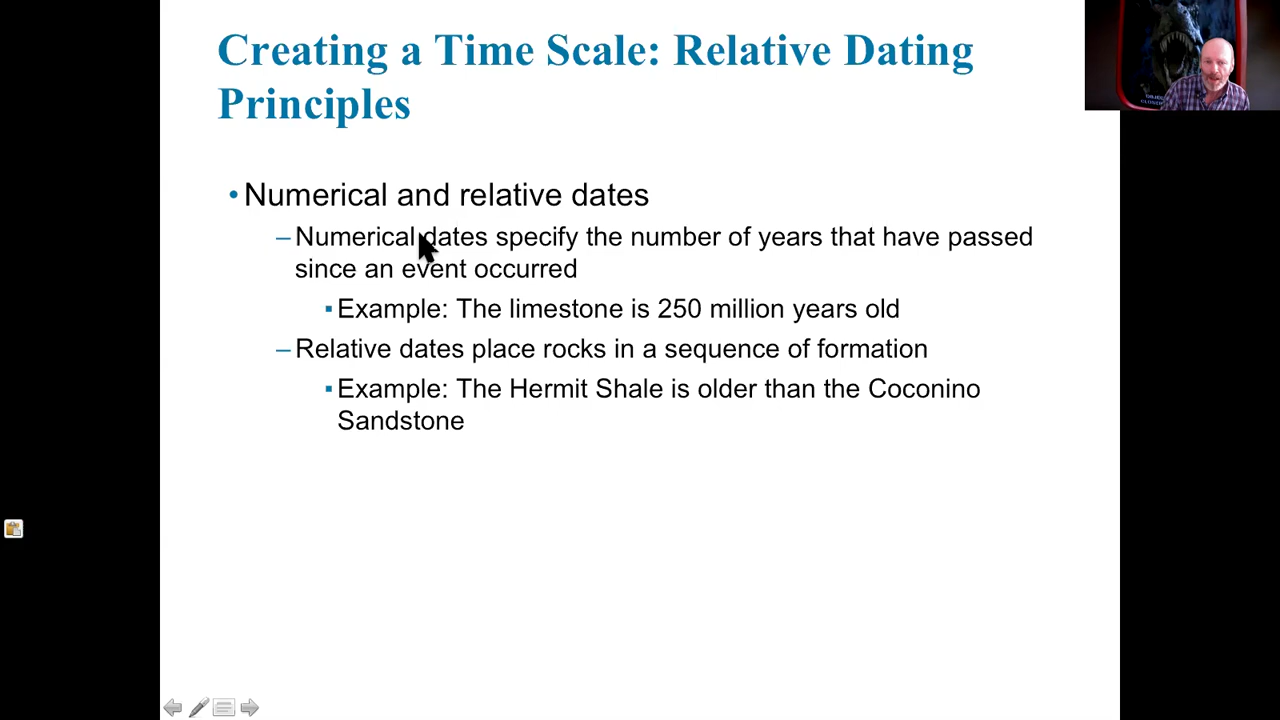 Creating a Time Scale: Relative Dating
Principles
• Numerical and relative dates
– Numerical dates specify the number of years that have passed
since an event occurred
▪ Example: The limestone is 250 million years old
– Relative dates place rocks in a sequence of formation
▪ Example: The Hermit Shale is older than the Coconino
Sandstone